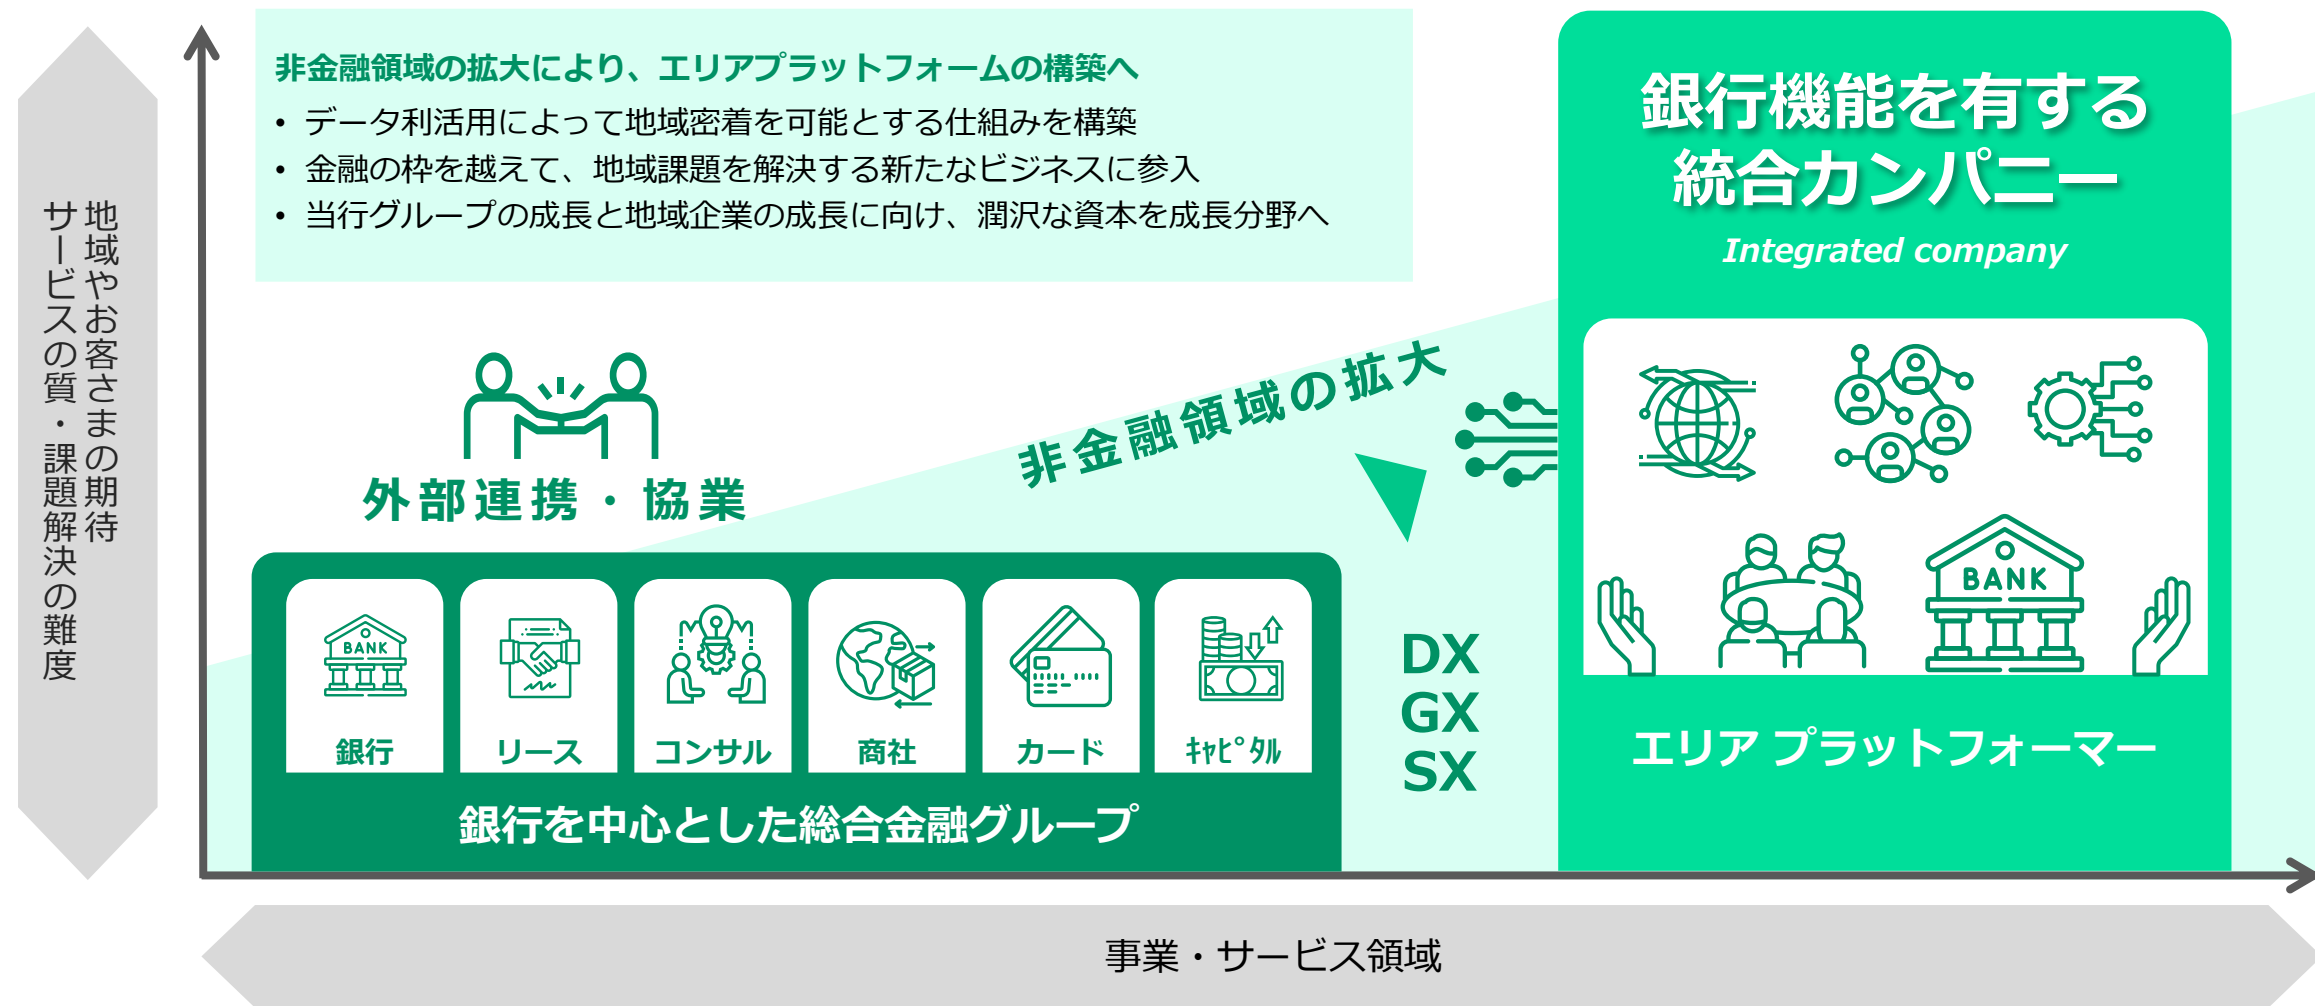 非金融領域の拡大により、エリアプラットフォームの構築へ
• データ利活用によって地域密着を可能とする仕組みを構築
• 金融の枠を越えて、地域課題を解決する新たなビジネスに参入
• 当行グループの成長と地域企業の成長に向け、潤沢な資本を成長分野へ
地域やお客さまの期待
サービスの質・課題解決の難度
銀行機能を有する
統合カンパニー
Integrated company
非金融領域の拡大
外部連携・協業
BANK
銀行
リース
コンサル
商社
カード
ｷｬﾋﾟﾀﾙ
銀行を中心とした総合金融グループ
DX
GX
SX
BANK
エリア プラットフォーマー
事業・サービス領域